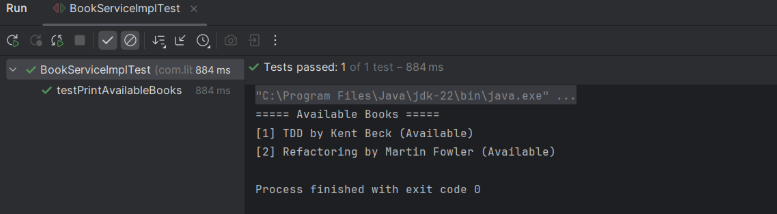 Run BookServiceImplTest
BookServiceImplTest (com.lit 884 ms
testPrintAvailableBooks 884 ms
Tests passed: 1 of 1 test – 884 ms
"C:\Program Files\Java\jdk-22\bin\java.exe" ...
===== Available Books =====
[1] TDD by Kent Beck (Available)
[2] Refactoring by Martin Fowler (Available)
Process finished with exit code 0